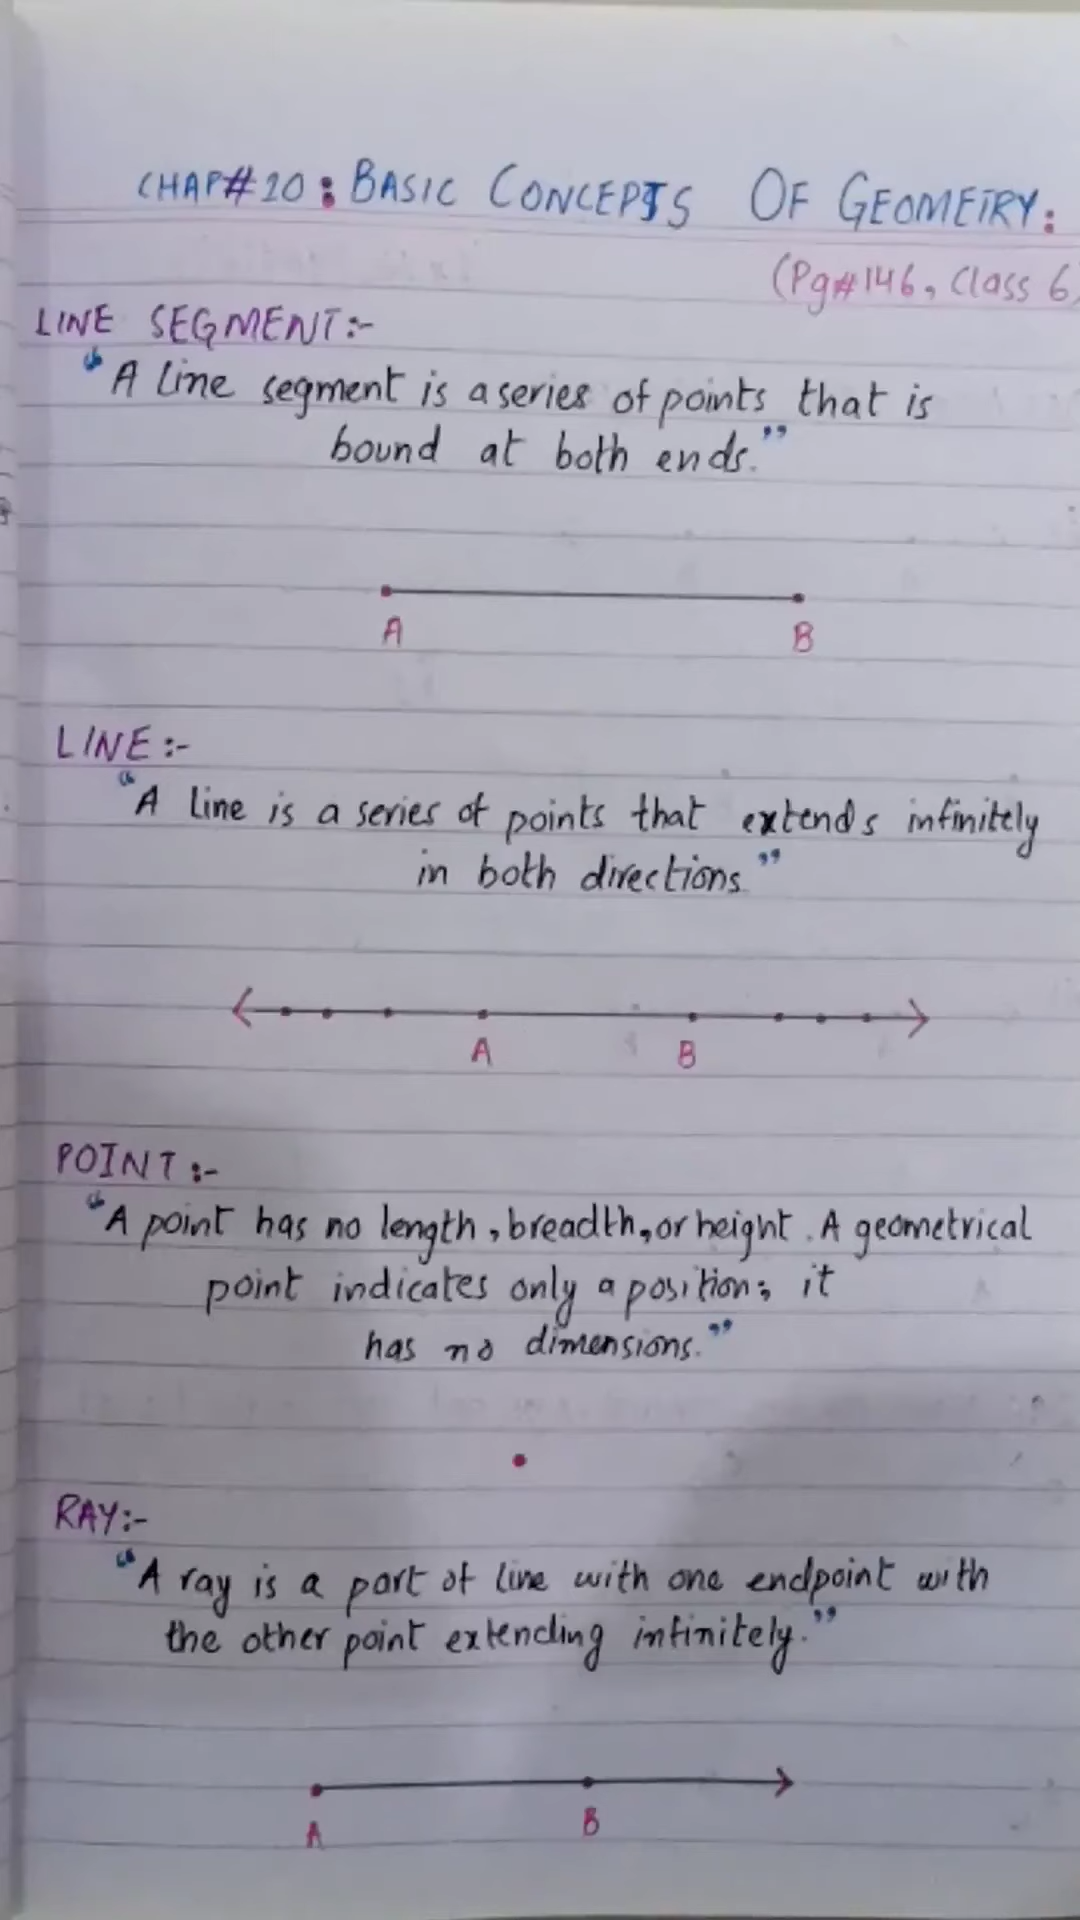 CHAP#20: BASIC CONCEPTS OF GEOMETRY:
(Pg#146, Class 6)
LINE SEGMENT:-
“A line segment is a series of points that is
bound at both ends.”
A B
LINE:-
“A line is a series of points that extends infinitely
in both directions”
A B
POINT:-
“A point has no length, breadth, or height. A geometrical
point indicates only a position; it
has no dimensions.”
RAY:-
“A ray is a part of line with one endpoint with
the other point extending infinitely.”
A B